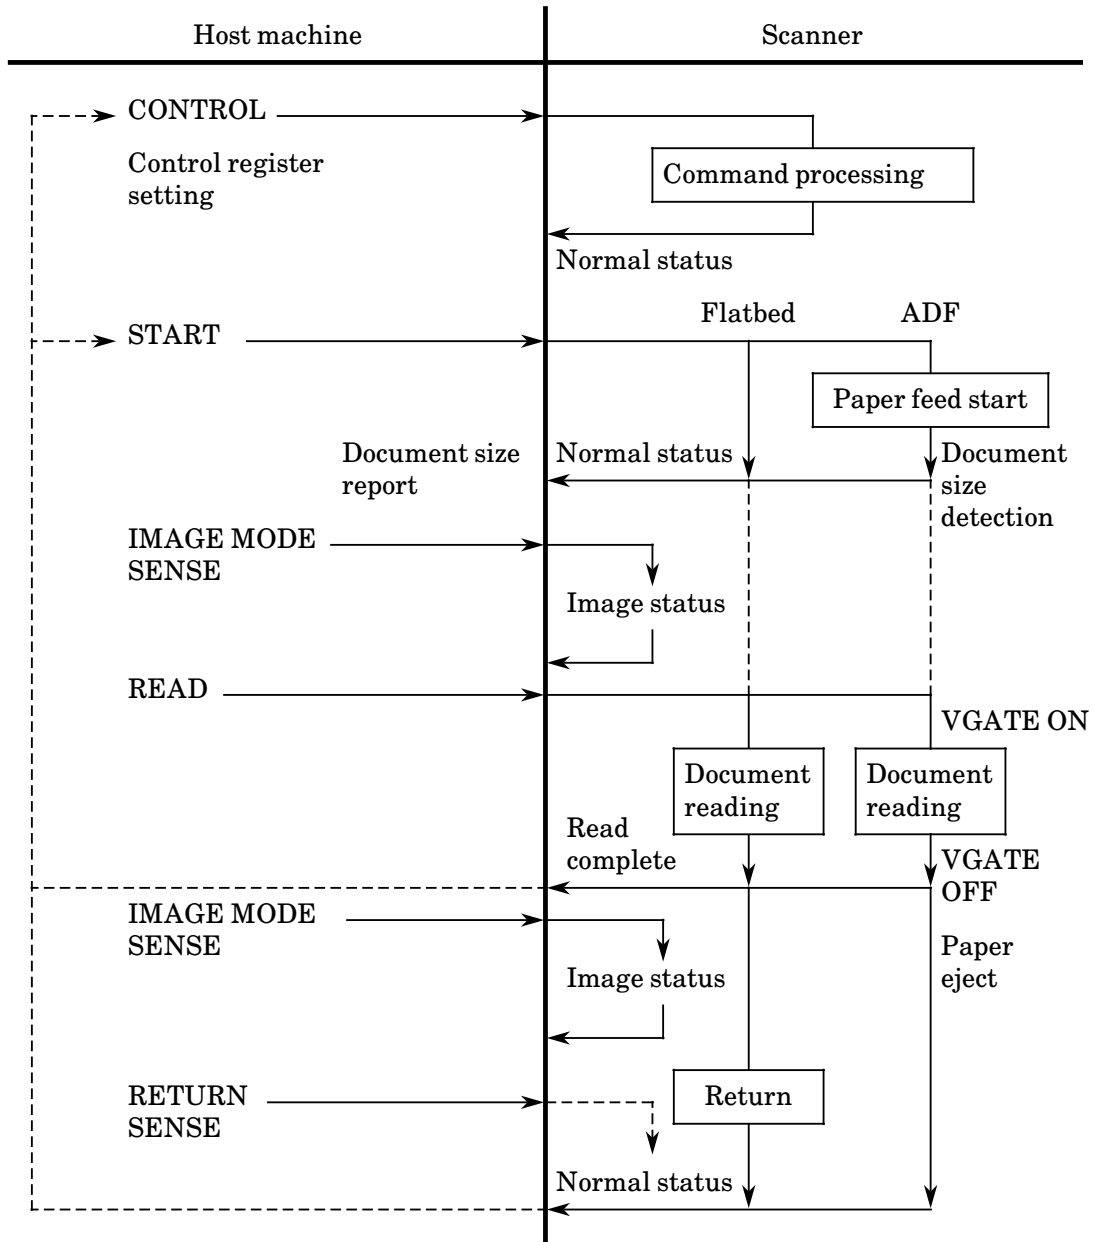 Host machine
Scanner
CONTROL
Control register
setting
Command processing
Normal status
Flatbed
ADF
START
Paper feed start
Document size
report
Normal status
Document
size
detection
IMAGE MODE
SENSE
Image status
READ
VGATE ON
Document
reading
Document
reading
Read
complete
VGATE
OFF
IMAGE MODE
SENSE
Paper
eject
Image status
RETURN
SENSE
Return
Normal status